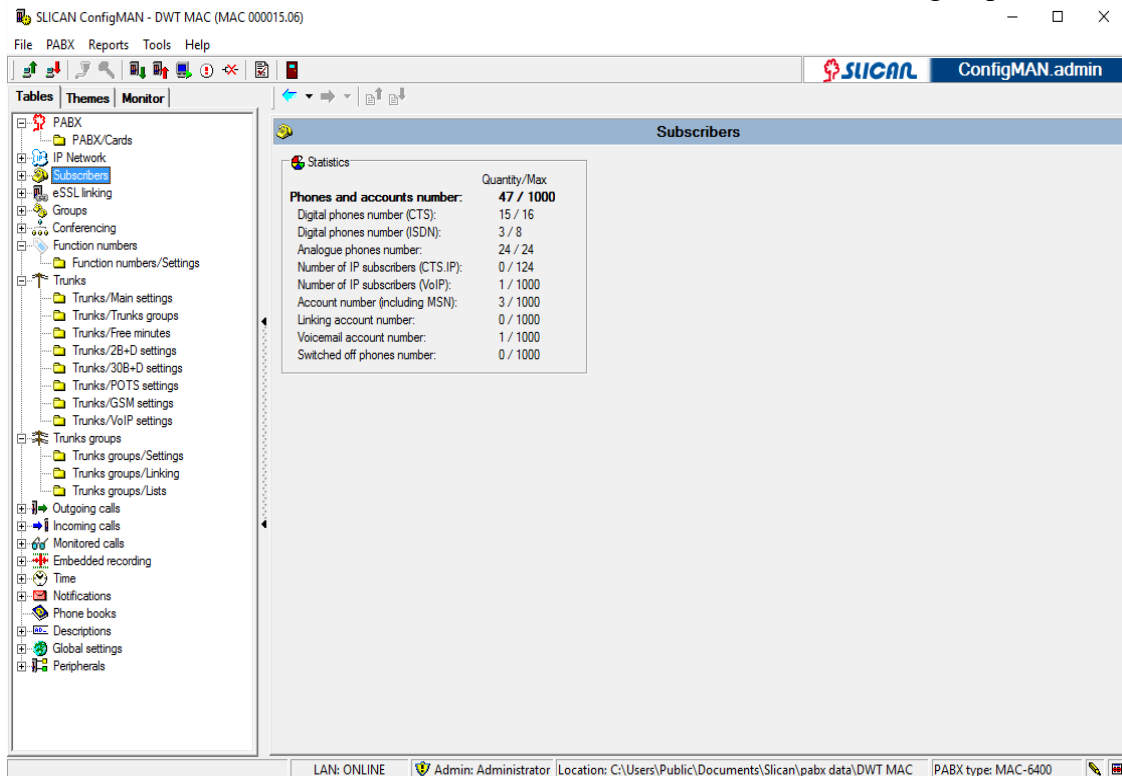 SLICAN ConfigMAN - DWT MAC (MAC 000015.06)
File PABX Reports Tools Help
SLICAN ConfigMAN.admin
Tables Themes Monitor
PABX
PABX/Cards
IP Network
Subscribers
eSSL linking
Groups
Conferencing
Function numbers
Function numbers/Settings
Trunks
Trunks/Main settings
Trunks/Trunks groups
Trunks/Free minutes
Trunks/2B+D settings
Trunks/30B+D settings
Trunks/POTS settings
Trunks/GSM settings
Trunks/VoIP settings
Trunks groups
Trunks groups/Settings
Trunks groups/Linking
Trunks groups/Lists
Outgoing calls
Incoming calls
Monitored calls
Embedded recording
Time
Notifications
Phone books
Descriptions
Global settings
Peripherals
Subscribers
Statistics
Quantity/Max
Phones and accounts number: 47 / 1000
Digital phones number (CTS): 15 / 16
Digital phones number (ISDN): 3 / 8
Analogue phones number: 24 / 24
Number of IP subscribers (CTS.IP): 0 / 124
Number of IP subscribers (VoIP): 1 / 1000
Account number (including MSN): 3 / 1000
Linking account number: 0 / 1000
Voicemail account number: 1 / 1000
Switched off phones number: 0 / 1000
LAN: ONLINE Admin: Administrator Location: C:\Users\Public\Documents\Slican\pabx data\DWT MAC PABX type: MAC-6400